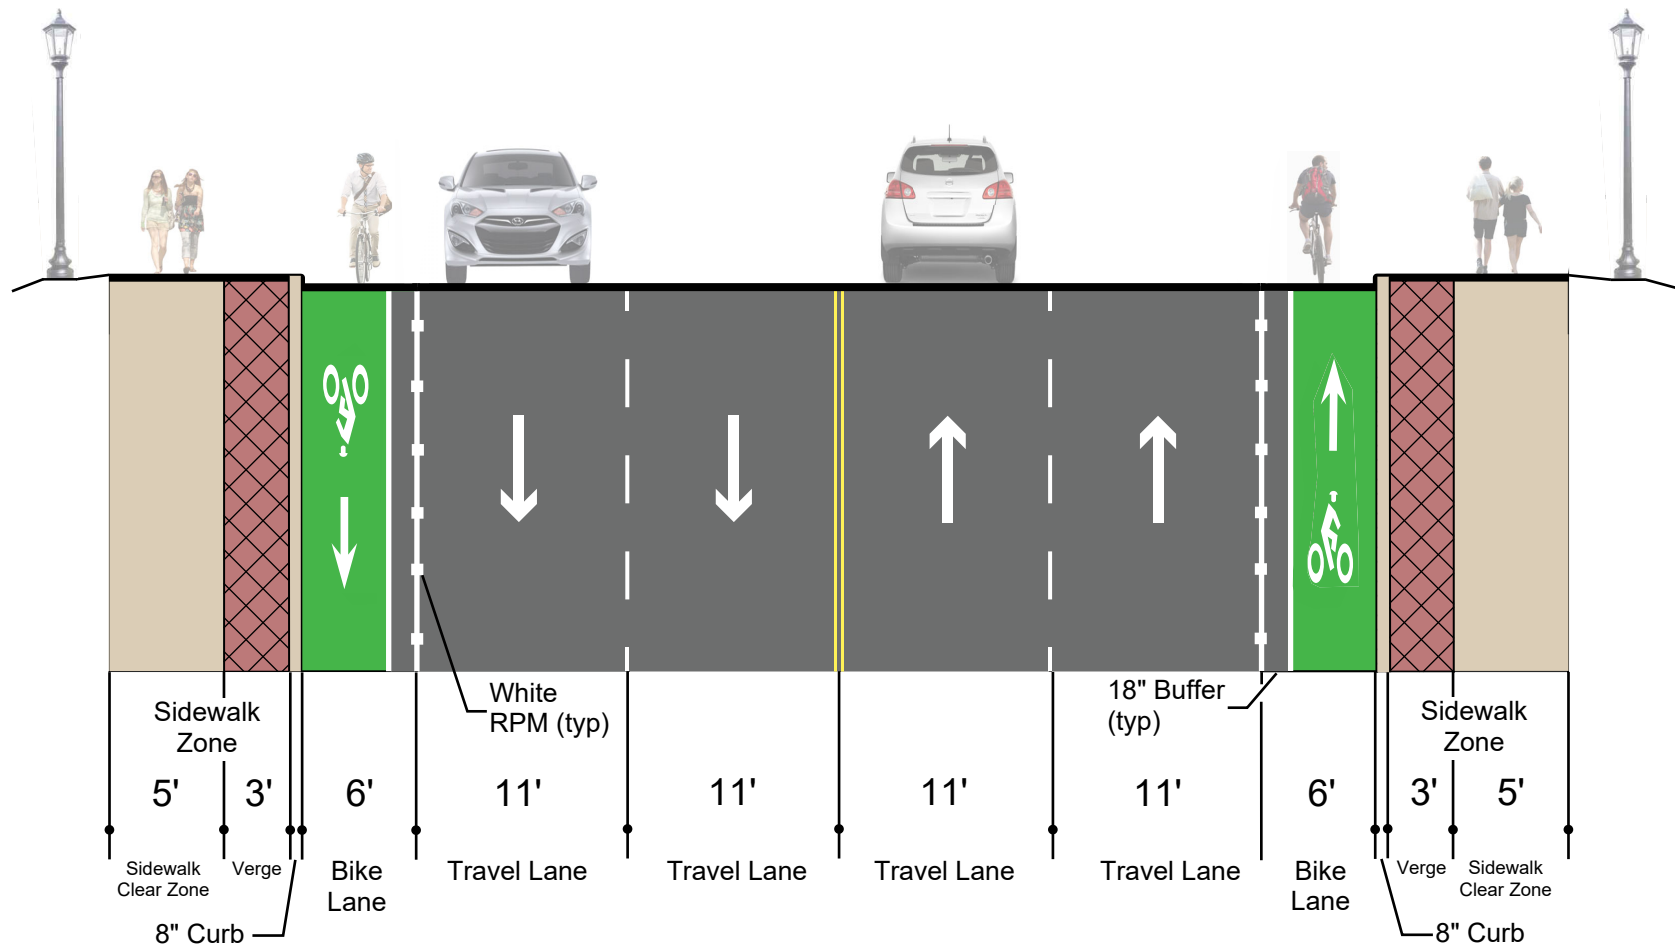 White
RPM (typ)
18" Buffer
(typ)
Sidewalk
Zone
Sidewalk
Zone
5'
3'
6'
11'
11'
11'
11'
6'
3'
5'
Sidewalk
Clear Zone
Verge
Bike
Lane
Travel Lane
Travel Lane
Travel Lane
Travel Lane
Bike
Lane
Verge
Sidewalk
Clear Zone
8" Curb
8" Curb